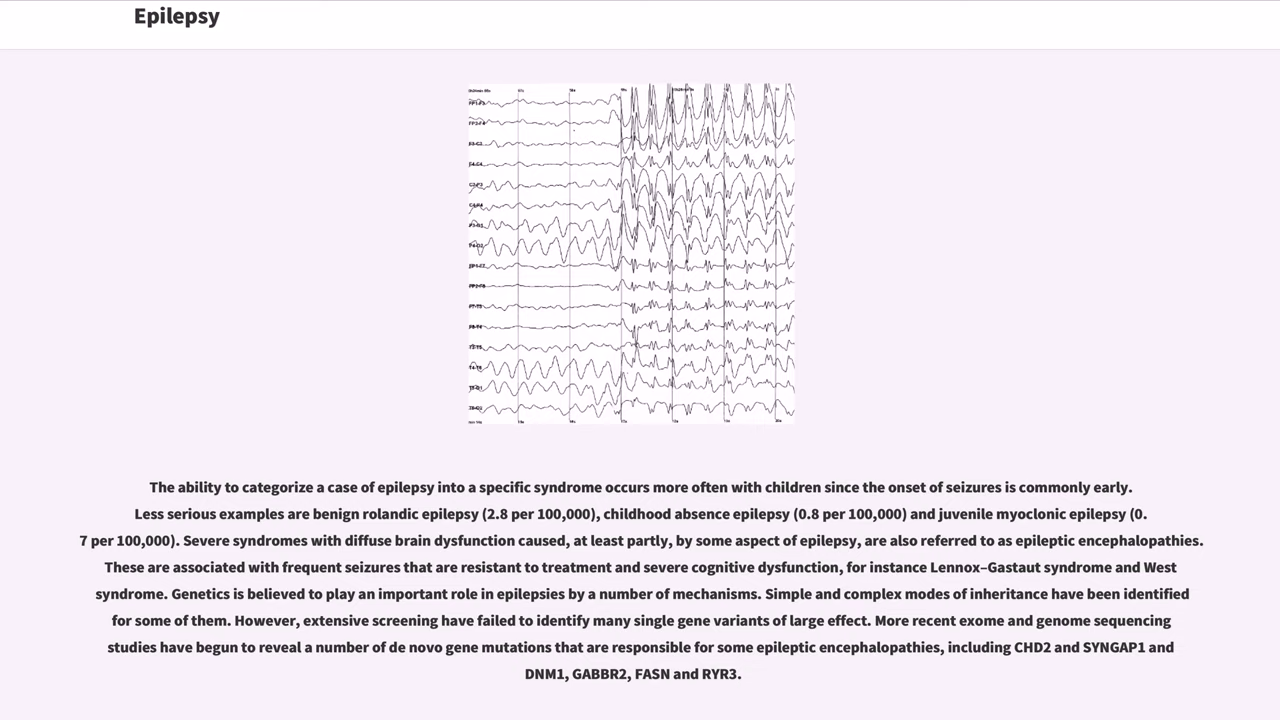 Epilepsy
The ability to categorize a case of epilepsy into a specific syndrome occurs more often with children since the onset of seizures is commonly early.
Less serious examples are benign rolandic epilepsy (2.8 per 100,000), childhood absence epilepsy (0.8 per 100,000) and juvenile myoclonic epilepsy (0.
7 per 100,000). Severe syndromes with diffuse brain dysfunction caused, at least partly, by some aspect of epilepsy, are also referred to as epileptic encephalopathies.
These are associated with frequent seizures that are resistant to treatment and severe cognitive dysfunction, for instance Lennox–Gastaut syndrome and West
syndrome. Genetics is believed to play an important role in epilepsies by a number of mechanisms. Simple and complex modes of inheritance have been identified
for some of them. However, extensive screening have failed to identify many single gene variants of large effect. More recent exome and genome sequencing
studies have begun to reveal a number of de novo gene mutations that are responsible for some epileptic encephalopathies, including CHD2 and SYNGAP1 and
DNM1, GABBR2, FASN and RYR3.